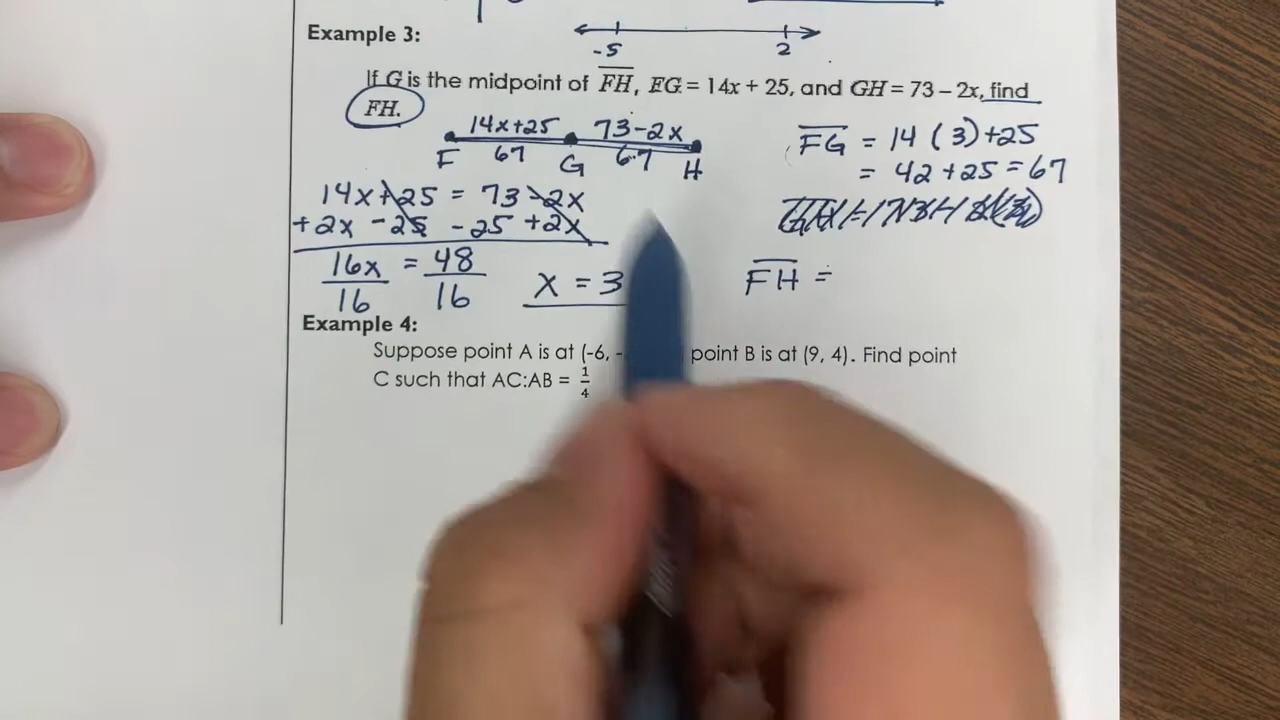 Example 3:
-5 2
If G is the midpoint of FH, FG = 14x + 25, and GH = 73 – 2x, find
FH.
14x+25 73-2x
F 67 G 67 H
14x+25 = 73-2x
+2x -25 -25 +2x
16x = 48
16 16
x = 3
FG = 14 (3)+25
= 42 +25 = 67
FH =
Example 4:
Suppose point A is at (-6, - point B is at (9, 4). Find point
C such that AC:AB = 1/4